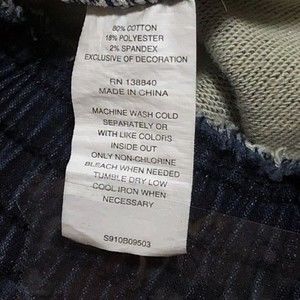 80% COTTON
18% POLYESTER
2% SPANDEX
EXCLUSIVE OF DECORATION
RN 138840
MADE IN CHINA
MACHINE WASH COLD
SEPARATELY OR
WITH LIKE COLORS
INSIDE OUT
ONLY NON-CHLORINE
BLEACH WHEN NEEDED
TUMBLE DRY LOW
COOL IRON WHEN
NECESSARY
S910B09503